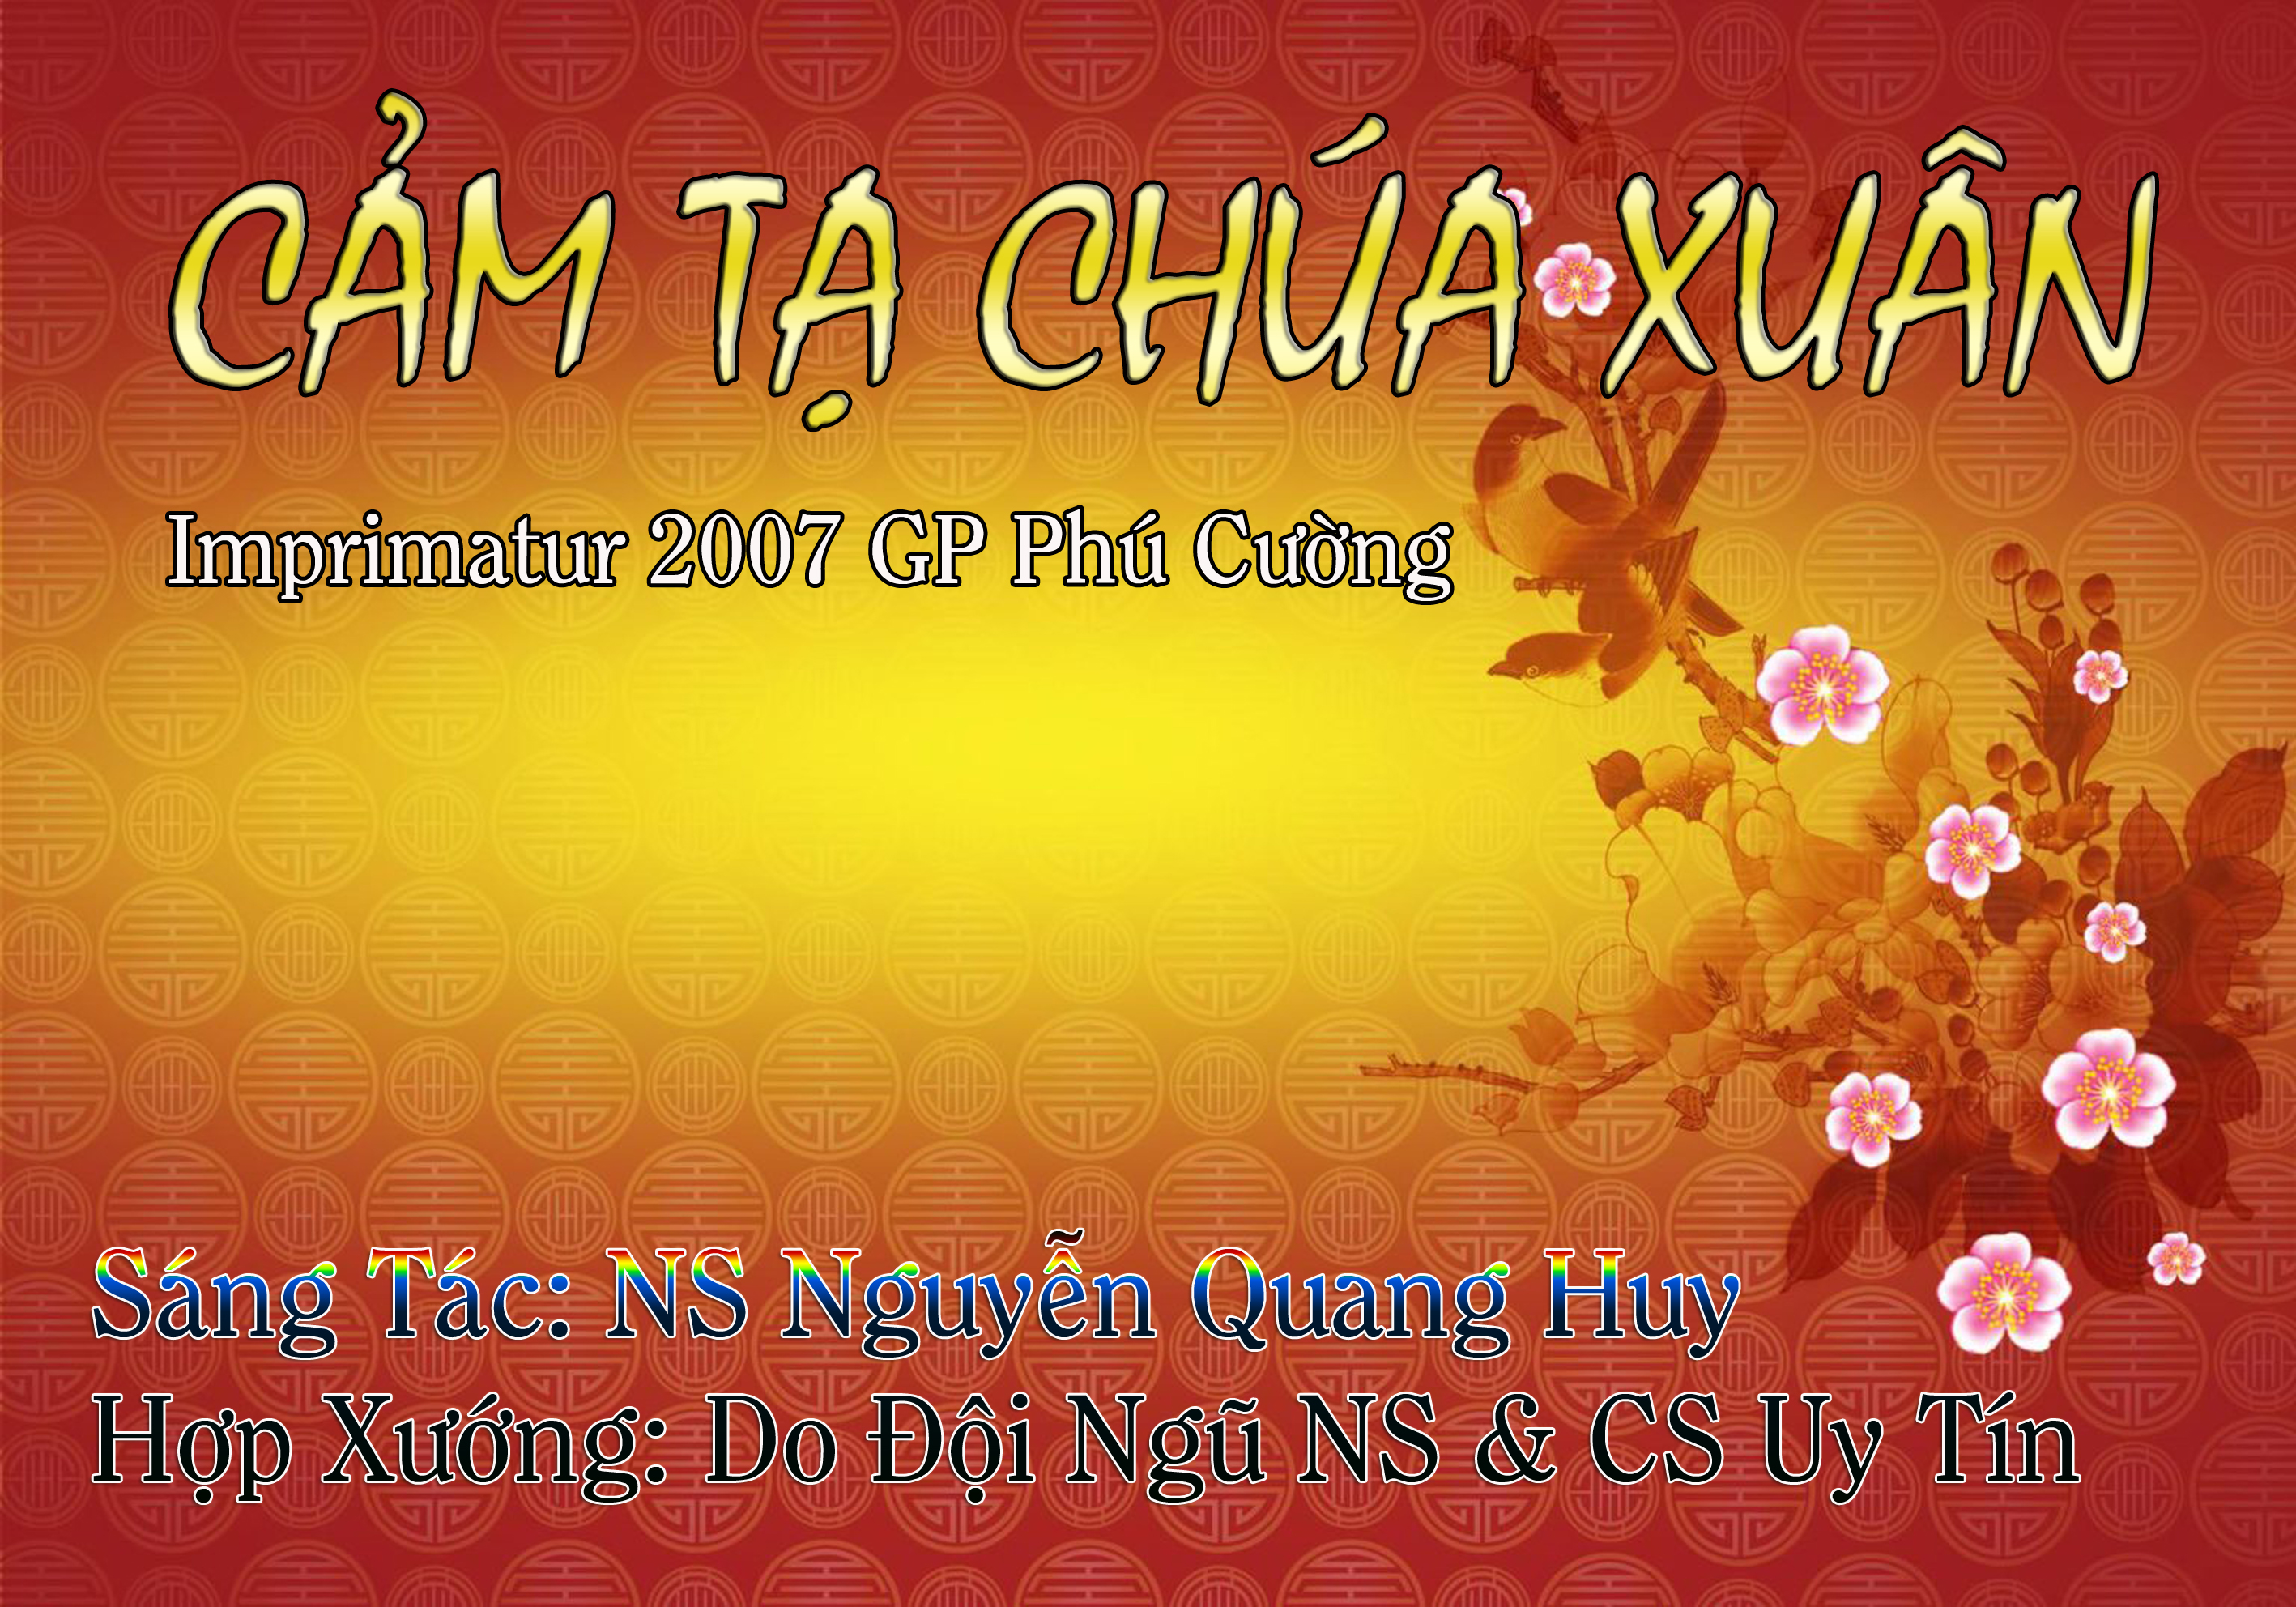 CẢM TẠ CHÚA XUÂN
Imprimatur 2007 GP Phú Cường
Sáng Tác: NS Nguyễn Quang Huy
Hợp Xướng: Do Đội Ngũ NS & CS Uy Tín